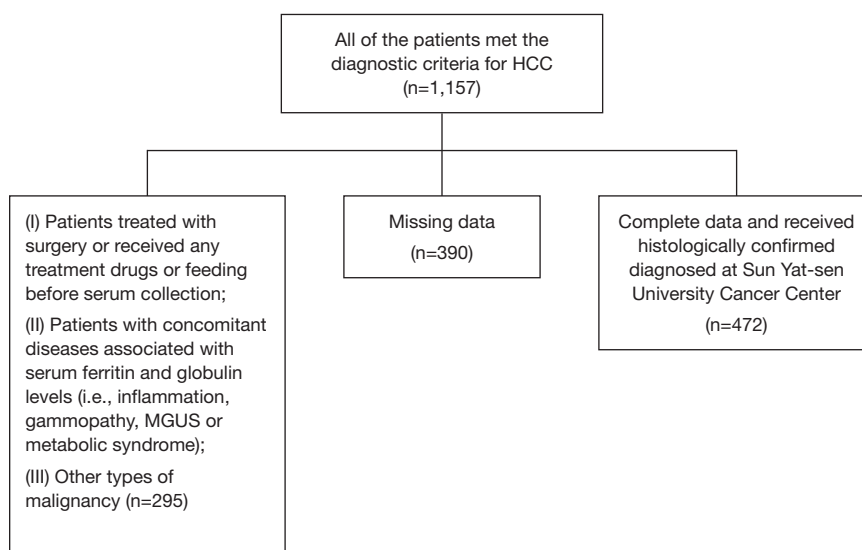 All of the patients met the
diagnostic criteria for HCC
(n=1,157)
(I) Patients treated with
surgery or received any
treatment drugs or feeding
before serum collection;
(II) Patients with concomitant
diseases associated with
serum ferritin and globulin
levels (i.e., inflammation,
gammopathy, MGUS or
metabolic syndrome);
(III) Other types of
malignancy (n=295)
Missing data
(n=390)
Complete data and received
histologically confirmed
diagnosed at Sun Yat-sen
University Cancer Center
(n=472)